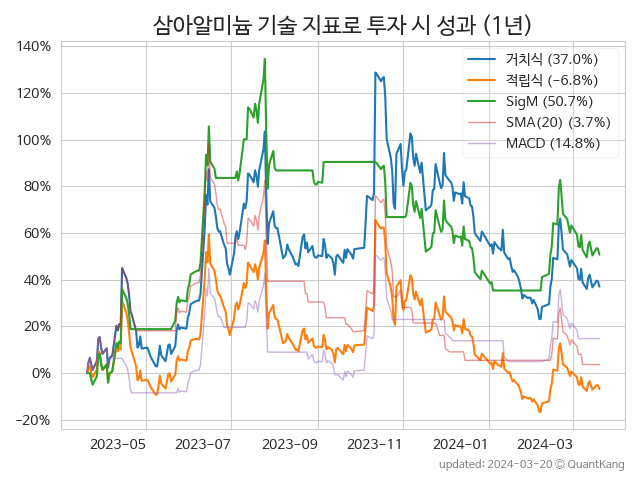 삼아알미늄 기술 지표로 투자 시 성과 (1년)
140%
120%
100%
80%
60%
40%
20%
0%
−20%
거치식 (37.0%)
적립식 (−6.8%)
SigM (50.7%)
SMA(20) (3.7%)
MACD (14.8%)
2023-05 2023-07 2023-09 2023-11 2024-01 2024-03
updated: 2024-03-20 © QuantKang